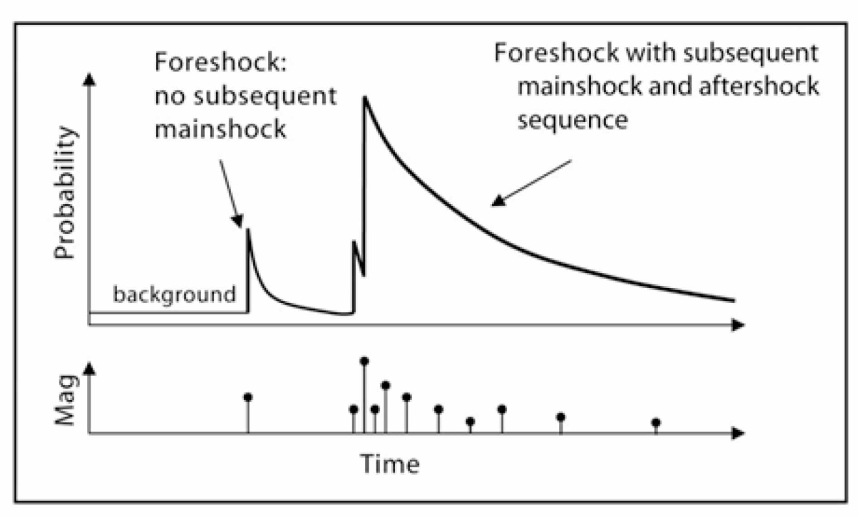 Foreshock:
no subsequent
mainshock
Foreshock with subsequent
mainshock and aftershock
sequence
Probability
background
Mag
Time